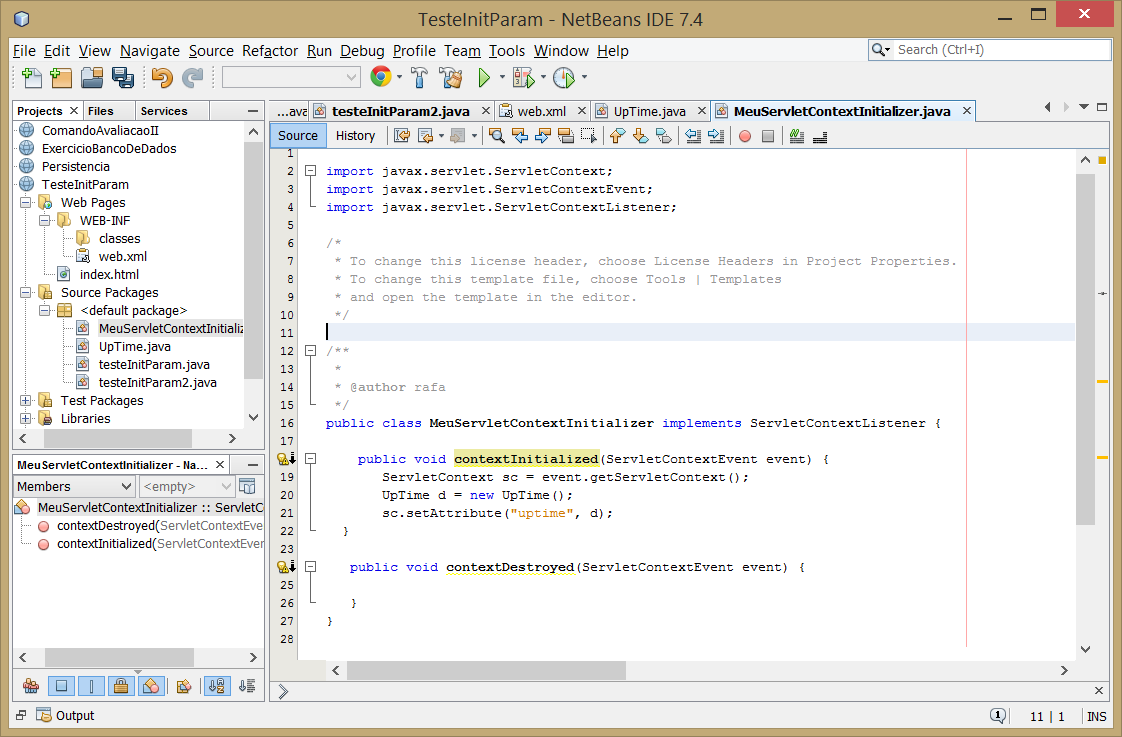 TesteInitParam - NetBeans IDE 7.4
File Edit View Navigate Source Refactor Run Debug Profile Team Tools Window Help
Search (Ctrl+I)
Projects Files Services
ComandoAvaliacaoII
ExercicioBancoDeDados
Persistencia
TesteInitParam
Web Pages
WEB-INF
classes
web.xml
index.html
Source Packages
<default package>
MeuServletContextInitializ
UpTime.java
testeInitParam.java
testeInitParam2.java
Test Packages
Libraries
MeuServletContextInitializer - Na...
Members <empty>
MeuServletContextInitializer :: ServletC
contextDestroyed(ServletContextEve
contextInitialized(ServletContextEver
...ava testeInitParam2.java web.xml UpTime.java MeuServletContextInitializer.java
Source History
1
2 import javax.servlet.ServletContext;
3 import javax.servlet.ServletContextEvent;
4 import javax.servlet.ServletContextListener;
5
6 /*
7 * To change this license header, choose License Headers in Project Properties.
8 * To change this template file, choose Tools | Templates
9 * and open the template in the editor.
10 */
11
12 /**
13 *
14 * @author rafa
15 */
16 public class MeuServletContextInitializer implements ServletContextListener {
17
public void contextInitialized(ServletContextEvent event) {
19 ServletContext sc = event.getServletContext();
20 UpTime d = new UpTime();
21 sc.setAttribute("uptime", d);
22 }
23
public void contextDestroyed(ServletContextEvent event) {
25
26 }
27 }
28
Output
1
11 | 1 INS